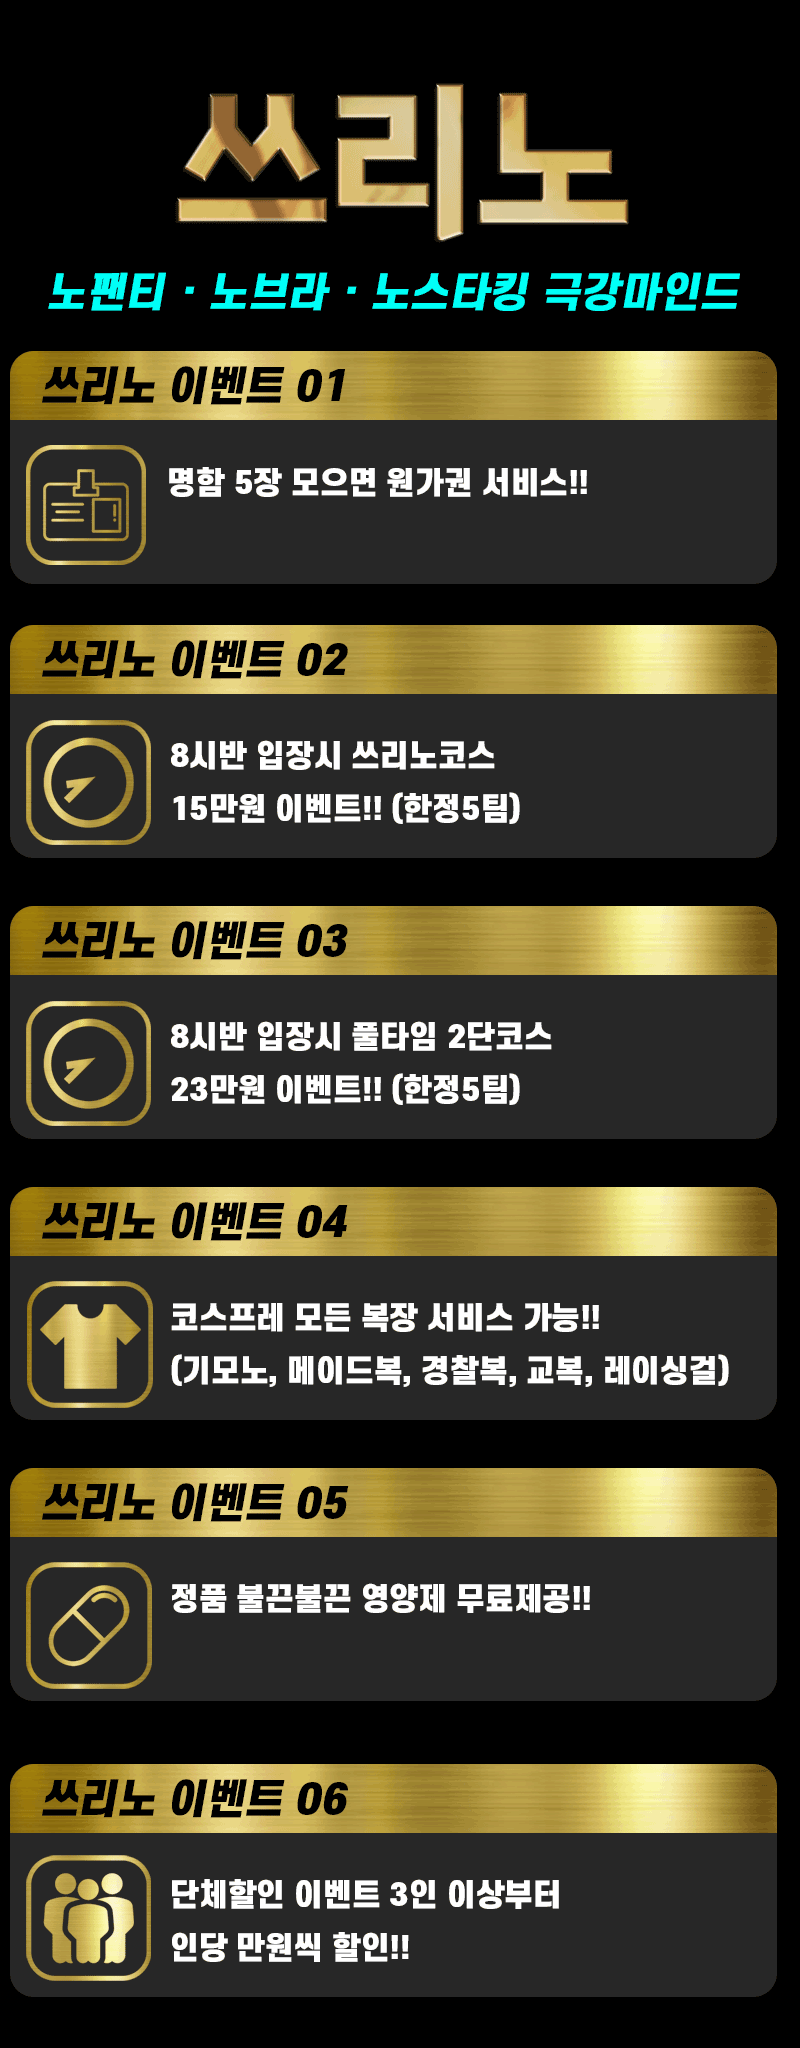 쓰리노
노팬티 · 노브라 · 노스타킹 극강마인드
쓰리노 이벤트 01
명함 5장 모으면 원가권 서비스!!
쓰리노 이벤트 02
8시반 입장시 쓰리노코스
15만원 이벤트!! (한정5팀)
쓰리노 이벤트 03
8시반 입장시 풀타임 2단코스
23만원 이벤트!! (한정5팀)
쓰리노 이벤트 04
코스프레 모든 복장 서비스 가능!!
(기모노, 메이드복, 경찰복, 교복, 레이싱걸)
쓰리노 이벤트 05
정품 불끈불끈 영양제 무료제공!!
쓰리노 이벤트 06
단체할인 이벤트 3인 이상부터
인당 만원씩 할인!!